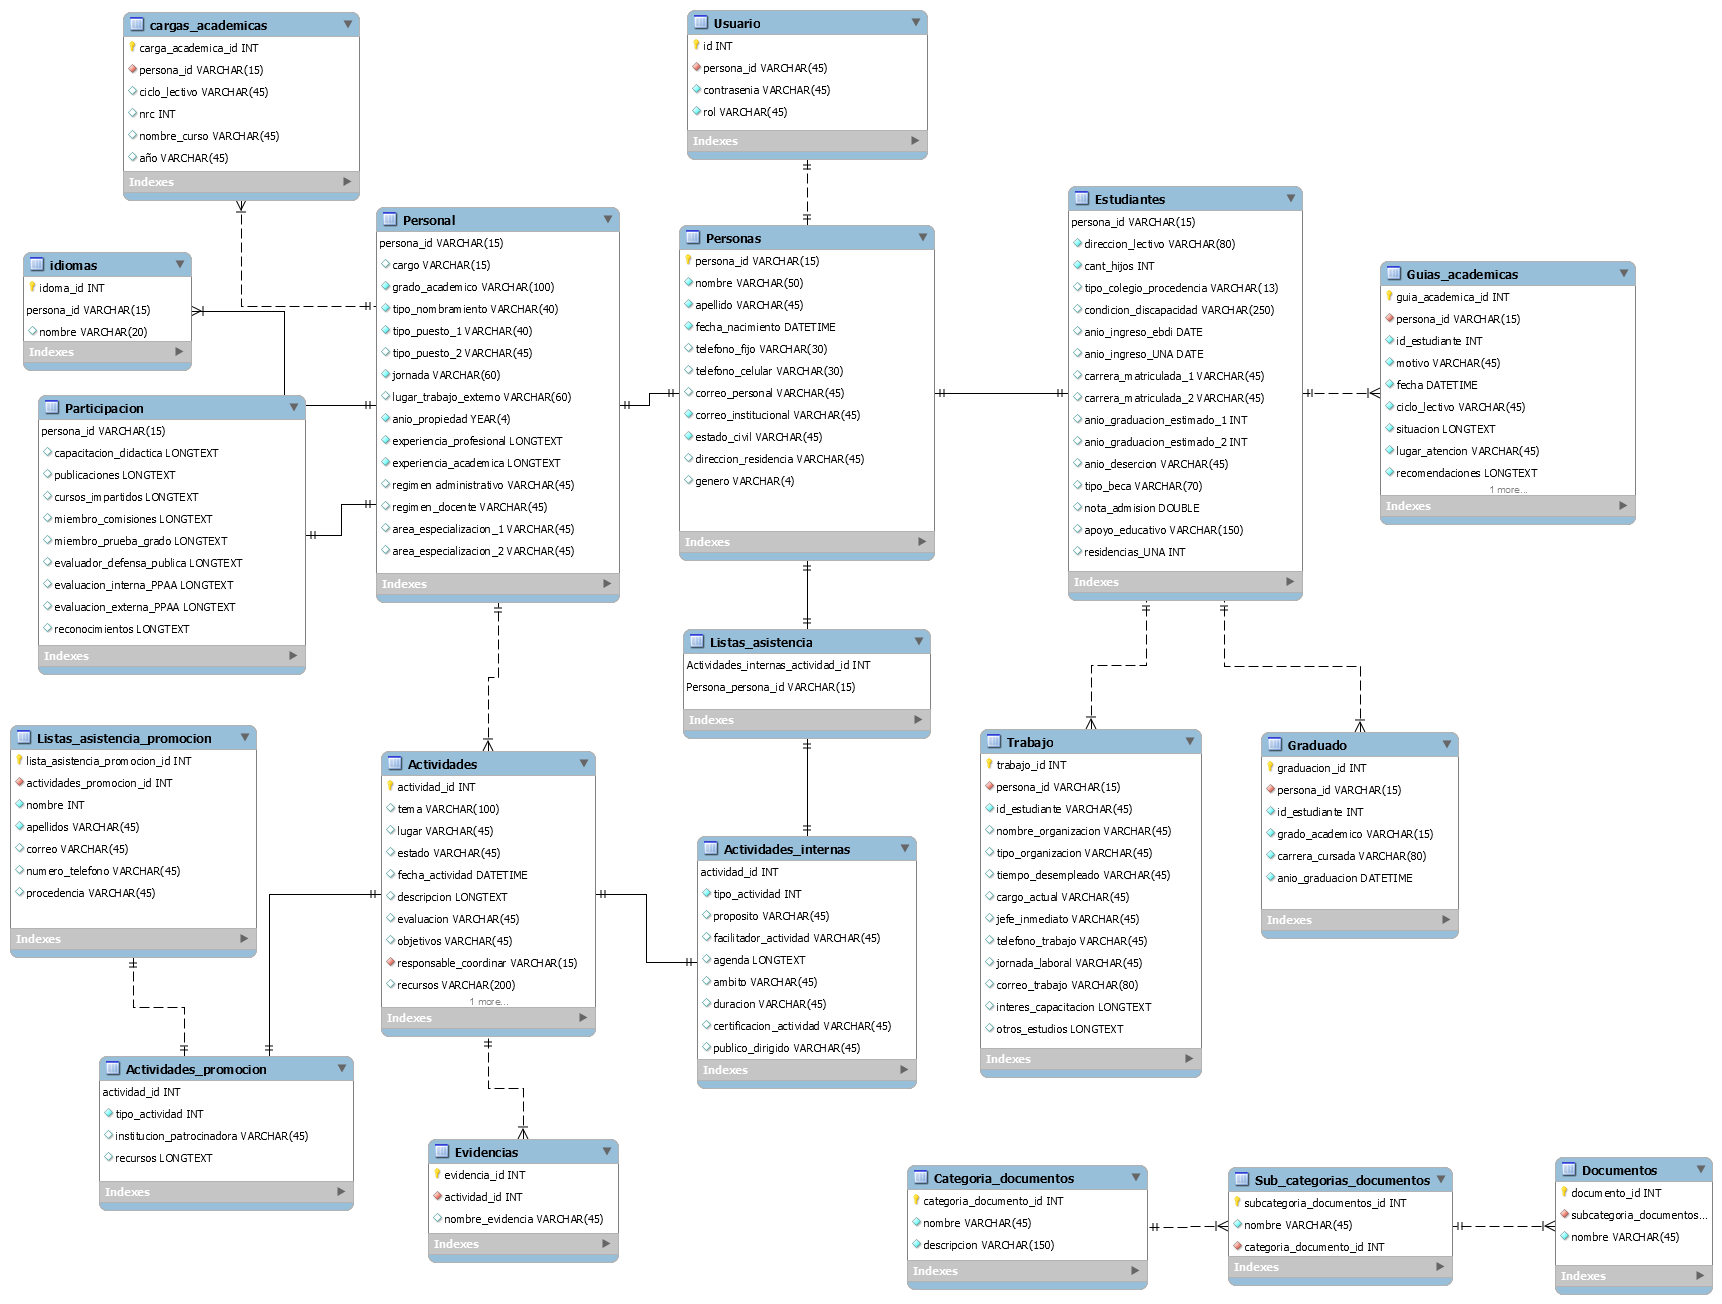 cargas_academicas
carga_academica_id INT
persona_id VARCHAR(15)
ciclo_lectivo VARCHAR(45)
nrc INT
nombre_curso VARCHAR(45)
año VARCHAR(45)
Indexes
Usuario
id INT
persona_id VARCHAR(45)
contrasenia VARCHAR(45)
rol VARCHAR(45)
Indexes
idiomas
idoma_id INT
persona_id VARCHAR(15)
nombre VARCHAR(20)
Indexes
Personal
persona_id VARCHAR(15)
cargo VARCHAR(15)
grado_academico VARCHAR(100)
tipo_nombramiento VARCHAR(40)
tipo_puesto_1 VARCHAR(40)
tipo_puesto_2 VARCHAR(45)
jornada VARCHAR(60)
lugar_trabajo_externo VARCHAR(60)
anio_propiedad YEAR(4)
experiencia_profesional LONGTEXT
experiencia_academica LONGTEXT
regimen_administrativo VARCHAR(45)
regimen_docente VARCHAR(45)
area_especializacion_1 VARCHAR(45)
area_especializacion_2 VARCHAR(45)
Indexes
Personas
persona_id VARCHAR(15)
nombre VARCHAR(50)
apellido VARCHAR(45)
fecha_nacimiento DATETIME
telefono_fijo VARCHAR(30)
telefono_celular VARCHAR(30)
correo_personal VARCHAR(45)
correo_institucional VARCHAR(45)
estado_civil VARCHAR(45)
direccion_residencia VARCHAR(45)
genero VARCHAR(4)
Indexes
Estudiantes
persona_id VARCHAR(15)
direccion_lectivo VARCHAR(80)
cant_hijos INT
tipo_colegio_procedencia VARCHAR(13)
condicion_discapacidad VARCHAR(250)
anio_ingreso_ebdi DATE
anio_ingreso_UNA DATE
carrera_matriculada_1 VARCHAR(45)
carrera_matriculada_2 VARCHAR(45)
anio_graduacion_estimado_1 INT
anio_graduacion_estimado_2 INT
anio_desercion VARCHAR(45)
tipo_beca VARCHAR(70)
nota_admision DOUBLE
apoyo_educativo VARCHAR(150)
residencias_UNA INT
Indexes
Guias_academicas
guia_academica_id INT
persona_id VARCHAR(15)
id_estudiante INT
motivo VARCHAR(45)
fecha DATETIME
ciclo_lectivo VARCHAR(45)
situacion LONGTEXT
lugar_atencion VARCHAR(45)
recomendaciones LONGTEXT
1 more...
Indexes
Participacion
persona_id VARCHAR(15)
capacitacion_didactica LONGTEXT
publicaciones LONGTEXT
cursos_impartidos LONGTEXT
miembro_comisiones LONGTEXT
miembro_prueba_grado LONGTEXT
evaluador_defensa_publica LONGTEXT
evaluacion_interna_PPAA LONGTEXT
evaluacion_externa_PPAA LONGTEXT
reconocimientos LONGTEXT
Indexes
Listas_asistencia
Actividades_internas_actividad_id INT
Persona_persona_id VARCHAR(15)
Indexes
Listas_asistencia_promocion
lista_asistencia_promocion_id INT
actividades_promocion_id INT
nombre INT
apellidos VARCHAR(45)
correo VARCHAR(45)
numero_telefono VARCHAR(45)
procedencia VARCHAR(45)
Indexes
Actividades
actividad_id INT
tema VARCHAR(100)
lugar VARCHAR(45)
estado VARCHAR(45)
fecha_actividad DATETIME
descripcion LONGTEXT
evaluacion VARCHAR(45)
objetivos VARCHAR(45)
responsable_coordinar VARCHAR(15)
recursos VARCHAR(200)
1 more...
Indexes
Actividades_internas
actividad_id INT
tipo_actividad INT
proposito VARCHAR(45)
facilitador_actividad VARCHAR(45)
agenda LONGTEXT
ambito VARCHAR(45)
duracion VARCHAR(45)
certificacion_actividad VARCHAR(45)
publico_dirigido VARCHAR(45)
Indexes
Trabajo
trabajo_id INT
persona_id VARCHAR(15)
id_estudiante VARCHAR(45)
nombre_organizacion VARCHAR(45)
tipo_organizacion VARCHAR(45)
tiempo_desempleado VARCHAR(45)
cargo_actual VARCHAR(45)
jefe_inmediato VARCHAR(45)
telefono_trabajo VARCHAR(45)
jornada_laboral VARCHAR(45)
correo_trabajo VARCHAR(80)
interes_capacitacion LONGTEXT
otros_estudios LONGTEXT
Indexes
Graduado
graduacion_id INT
persona_id VARCHAR(15)
id_estudiante INT
grado_academico VARCHAR(15)
carrera_cursada VARCHAR(80)
anio_graduacion DATETIME
Indexes
Actividades_promocion
actividad_id INT
tipo_actividad INT
institucion_patrocinadora VARCHAR(45)
recursos LONGTEXT
Indexes
Evidencias
evidencia_id INT
actividad_id INT
nombre_evidencia VARCHAR(45)
Indexes
Categoria_documentos
categoria_documento_id INT
nombre VARCHAR(45)
descripcion VARCHAR(150)
Indexes
Sub_categorias_documentos
subcategoria_documentos_id INT
nombre VARCHAR(45)
categoria_documento_id INT
Indexes
Documentos
documento_id INT
subcategoria_documentos...
nombre VARCHAR(45)
Indexes